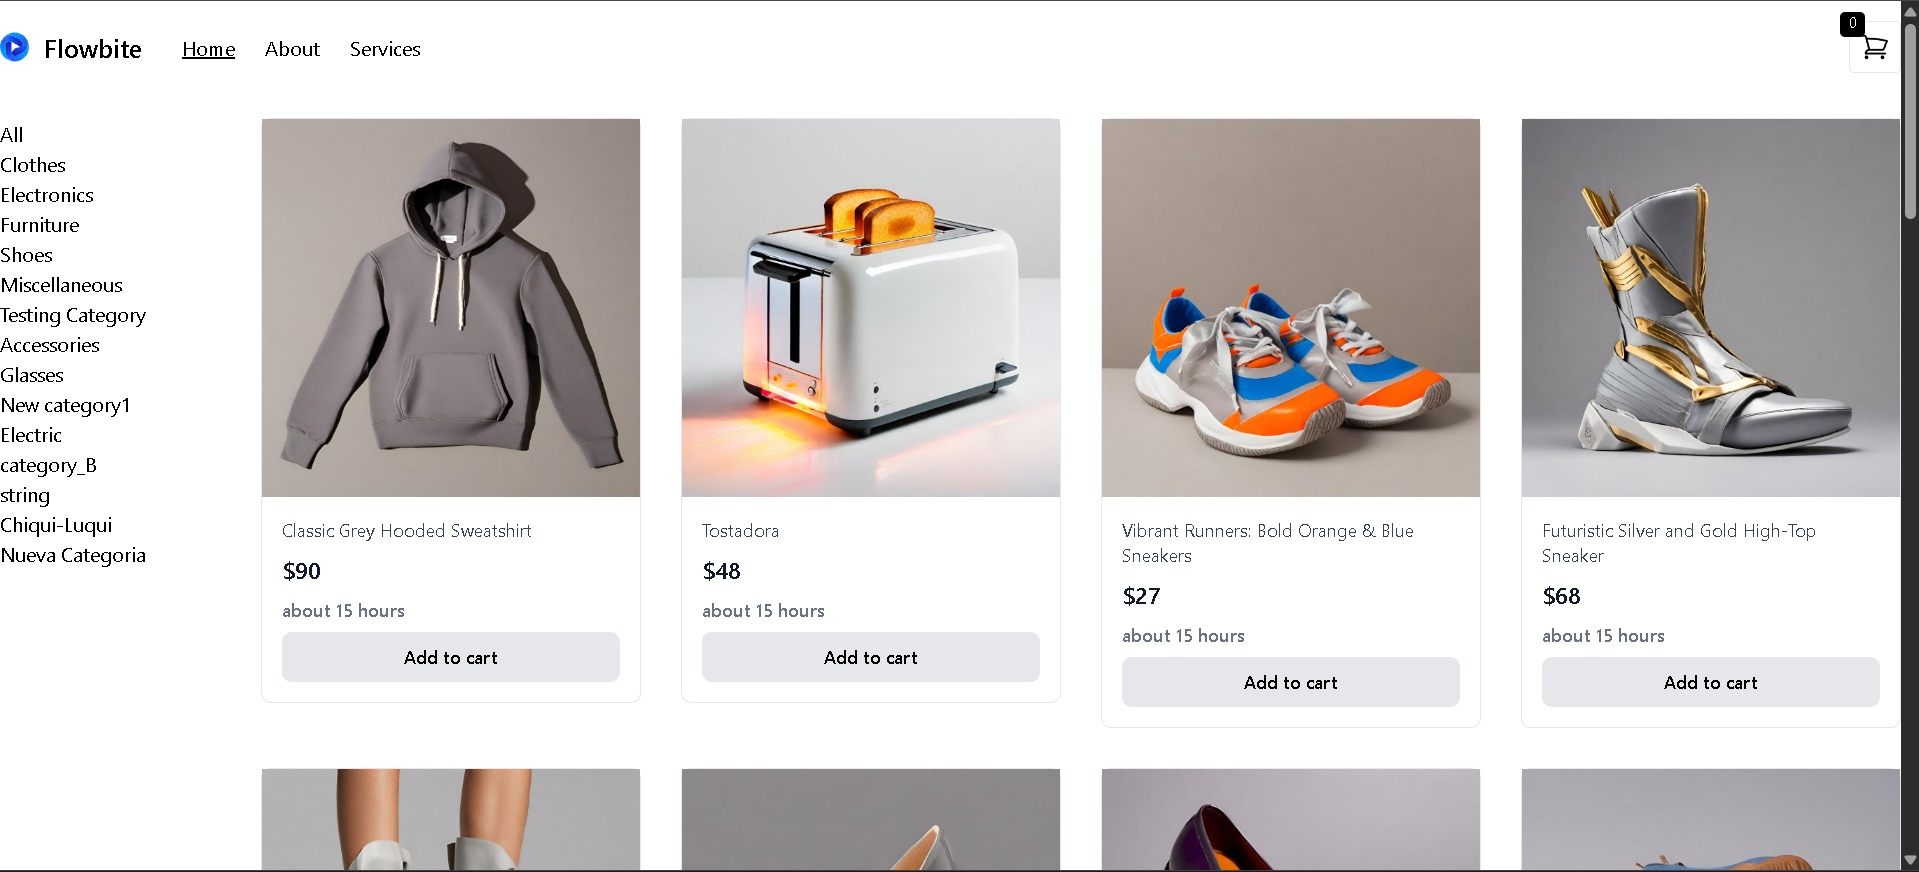 Flowbite
Home
About
Services
0
All
Clothes
Electronics
Furniture
Shoes
Miscellaneous
Testing Category
Accessories
Glasses
New category1
Electric
category_B
string
Chiqui-Luqui
Nueva Categoria
Classic Grey Hooded Sweatshirt
$90
about 15 hours
Add to cart
Tostadora
$48
about 15 hours
Add to cart
Vibrant Runners: Bold Orange & Blue
Sneakers
$27
about 15 hours
Add to cart
Futuristic Silver and Gold High-Top
Sneaker
$68
about 15 hours
Add to cart